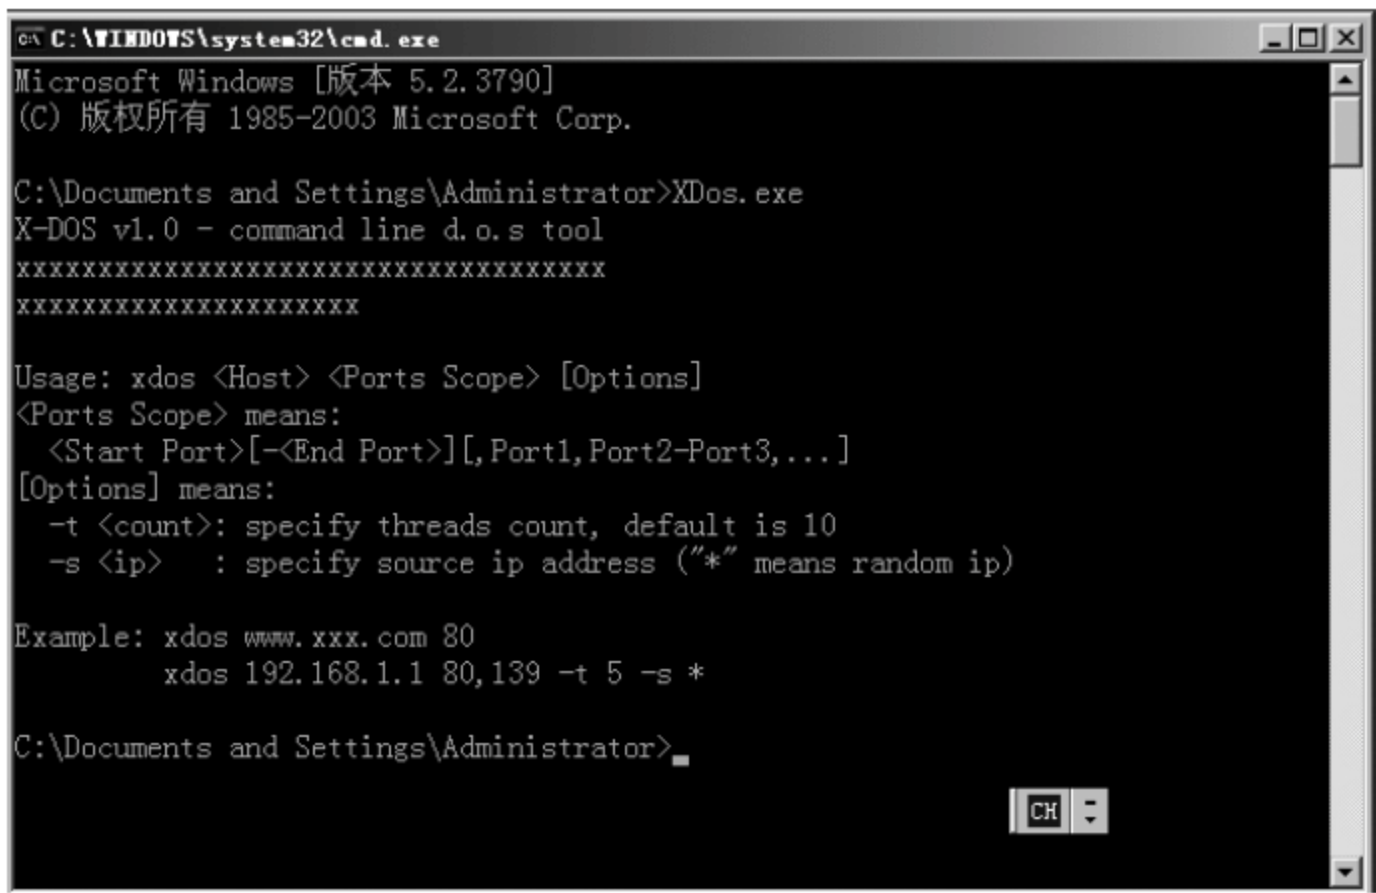 C:\WINDOWS\system32\cmd.exe
Microsoft Windows [版本 5.2.3790]
(C) 版权所有 1985-2003 Microsoft Corp.
C:\Documents and Settings\Administrator>XDos.exe
X-DOS v1.0 - command line d.o.s tool
xxxxxxxxxxxxxxxxxxxxxxxxxxxxxxxxxxxx
xxxxxxxxxxxxxxxxxxxxx
Usage: xdos <Host> <Ports Scope> [Options]
<Ports Scope> means:
  <Start Port>[-<End Port>][,Port1,Port2-Port3,...]
[Options] means:
  -t <count>: specify threads count, default is 10
  -s <ip>   : specify source ip address ("*" means random ip)
Example: xdos www.xxx.com 80
         xdos 192.168.1.1 80,139 -t 5 -s *
C:\Documents and Settings\Administrator>_
CH